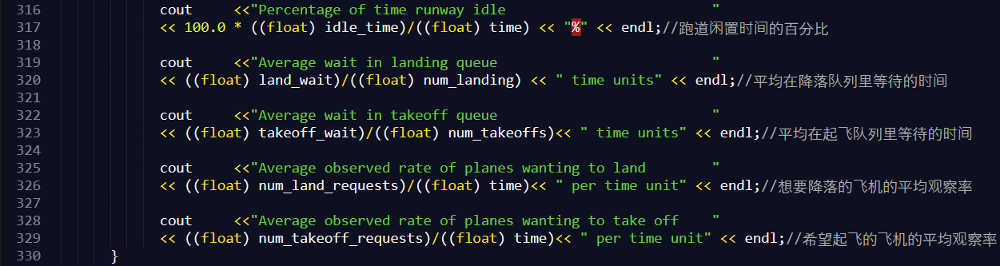 316 cout     <<"Percentage of time runway idle                         "
317 << 100.0 * ((float) idle_time)/((float) time) << "%" << endl;//跑道闲置时间的百分比
318
319 cout     <<"Average wait in landing queue                          "
320 << ((float) land_wait)/((float) num_landing) << " time units" << endl;//平均在降落队列里等待的时间
321
322 cout     <<"Average wait in takeoff queue                          "
323 << ((float) takeoff_wait)/((float) num_takeoffs)<< " time units" << endl;//平均在起飞队列里等待的时间
324
325 cout     <<"Average observed rate of planes wanting to land        "
326 << ((float) num_land_requests)/((float) time)<< " per time unit" << endl;//想要降落的飞机的平均观察率
327
328 cout     <<"Average observed rate of planes wanting to take off    "
329 << ((float) num_takeoff_requests)/((float) time)<< " per time unit" << endl;//希望起飞的飞机的平均观察率
330 }